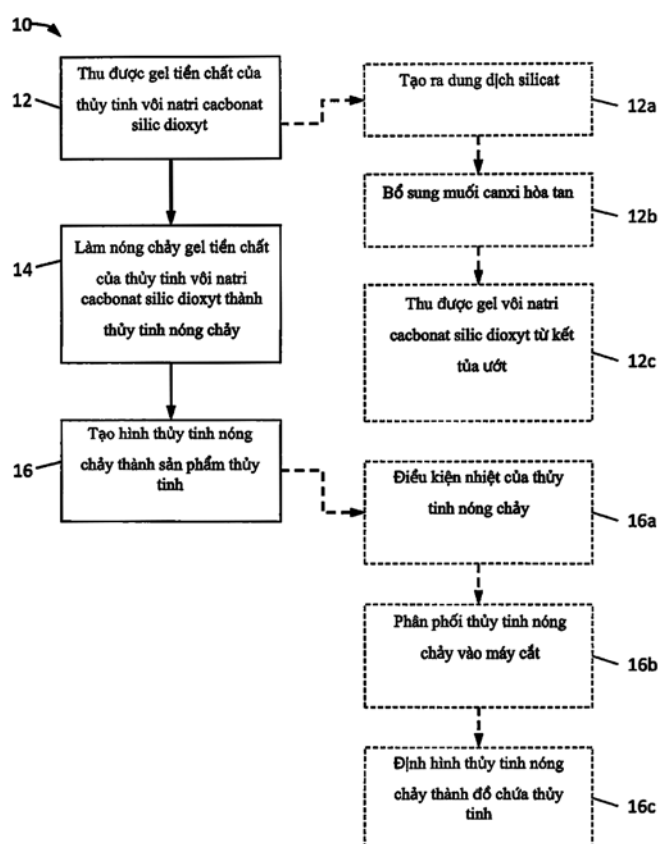 10
12
Thu được gel tiền chất của
thủy tinh vôi natri cacbonat
silic dioxyt
Tạo ra dung dịch silicat
12a
Bổ sung muối canxi hòa tan
12b
14
Làm nóng chảy gel tiền chất
của thủy tinh vôi natri
cacbonat silic dioxyt thành
thủy tinh nóng chảy
Thu được gel vôi natri
cacbonat silic dioxyt từ kết
tủa ướt
12c
16
Tạo hình thủy tinh nóng
chảy thành sản phẩm thủy
tinh
Điều kiện nhiệt của thủy
tinh nóng chảy
16a
Phân phối thủy tinh nóng
chảy vào máy cắt
16b
Định hình thủy tinh nóng
chảy thành đồ chứa thủy
tinh
16c